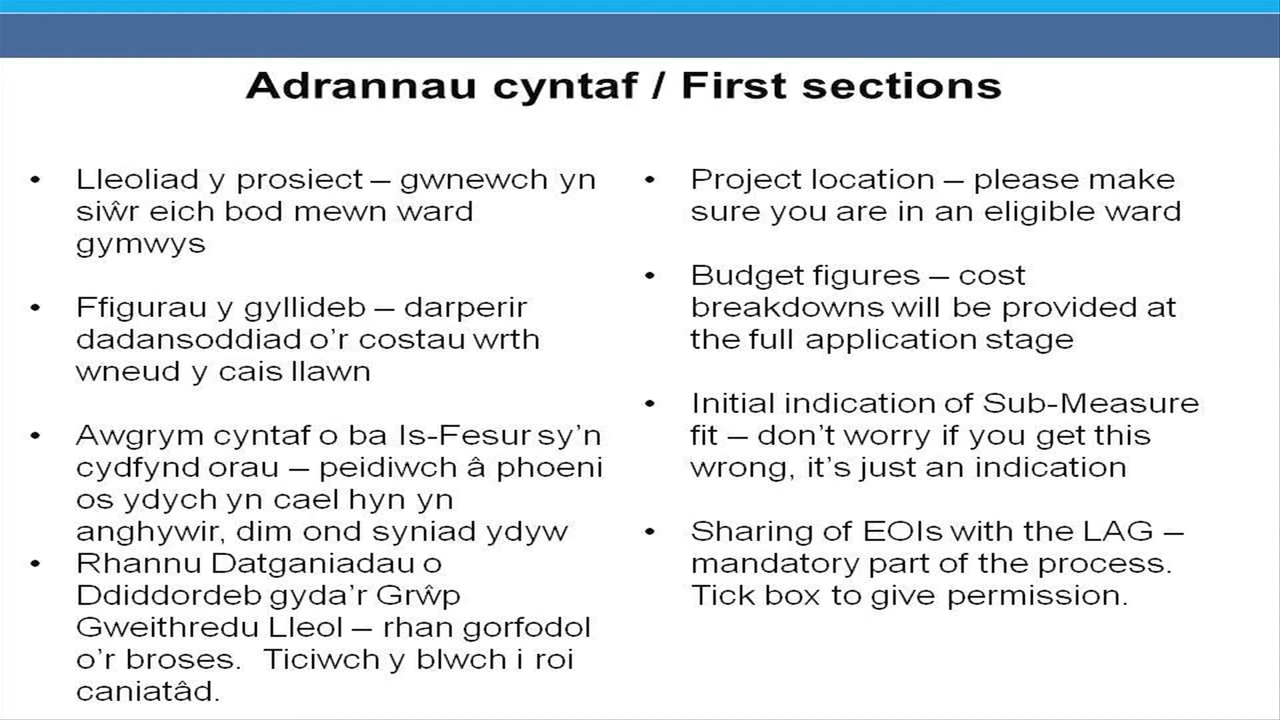 Adrannau cyntaf / First sections
• Lleoliad y prosiect – gwnewch yn
siŵr eich bod mewn ward
gymwys
• Ffigurau y gyllideb – darperir
dadansoddiad o'r costau wrth
wneud y cais llawn
• Awgrym cyntaf o ba Is-Fesur sy'n
cydfynd orau – peidiwch â phoeni
os ydych yn cael hyn yn
anghywir, dim ond syniad ydyw
• Rhannu Datganiadau o
Ddiddordeb gyda'r Grŵp
Gweithredu Lleol – rhan gorfodol
o'r broses.  Ticiwch y blwch i roi
caniatâd.
• Project location – please make
sure you are in an eligible ward
• Budget figures – cost
breakdowns will be provided at
the full application stage
• Initial indication of Sub-Measure
fit – don't worry if you get this
wrong, it's just an indication
• Sharing of EOIs with the LAG –
mandatory part of the process.
Tick box to give permission.